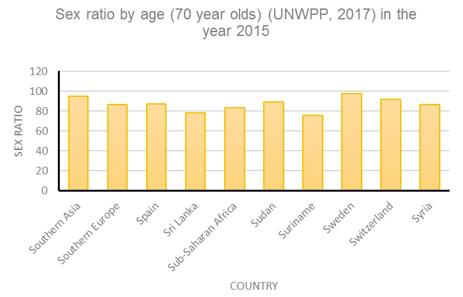 Sex ratio by age (70 year olds) (UNWPP, 2017) in the
year 2015
120
100
80
60
40
20
0
SEX RATIO
Southern Asia
Southern Europe
Spain
Sri Lanka
Sub-Saharan Africa
Sudan
Suriname
Sweden
Switzerland
Syria
COUNTRY